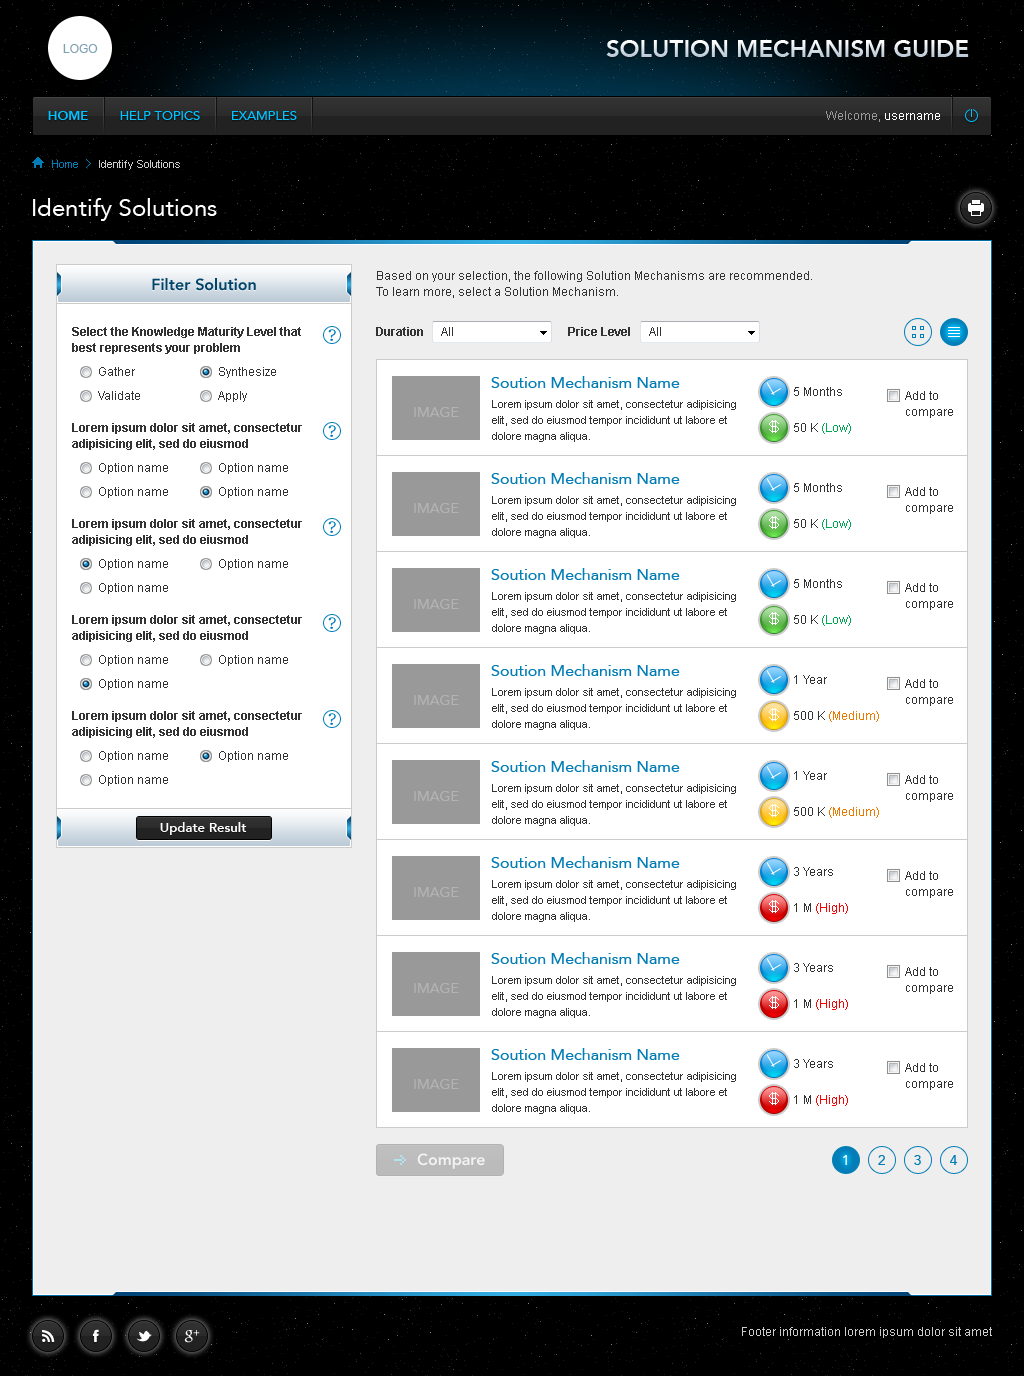 LOGO
SOLUTION MECHANISM GUIDE
HOME
HELP TOPICS
EXAMPLES
Welcome, username
Home
Identify Solutions
Identify Solutions
Filter Solution
Select the Knowledge Maturity Level that
best represents your problem
?
Gather
Synthesize
Validate
Apply
Lorem ipsum dolor sit amet, consectetur
adipisicing elit, sed do eiusmod
?
Option name
Option name
Option name
Option name
Lorem ipsum dolor sit amet, consectetur
adipisicing elit, sed do eiusmod
?
Option name
Option name
Option name
Lorem ipsum dolor sit amet, consectetur
adipisicing elit, sed do eiusmod
?
Option name
Option name
Option name
Lorem ipsum dolor sit amet, consectetur
adipisicing elit, sed do eiusmod
?
Option name
Option name
Option name
Update Result
Based on your selection, the following Solution Mechanisms are recommended.
To learn more, select a Solution Mechanism.
Duration
All
Price Level
All
IMAGE
Soution Mechanism Name
Lorem ipsum dolor sit amet, consectetur adipisicing
elit, sed do eiusmod tempor incididunt ut labore et
dolore magna aliqua.
5 Months
$
50 K (Low)
Add to
compare
IMAGE
Soution Mechanism Name
Lorem ipsum dolor sit amet, consectetur adipisicing
elit, sed do eiusmod tempor incididunt ut labore et
dolore magna aliqua.
5 Months
$
50 K (Low)
Add to
compare
IMAGE
Soution Mechanism Name
Lorem ipsum dolor sit amet, consectetur adipisicing
elit, sed do eiusmod tempor incididunt ut labore et
dolore magna aliqua.
5 Months
$
50 K (Low)
Add to
compare
IMAGE
Soution Mechanism Name
Lorem ipsum dolor sit amet, consectetur adipisicing
elit, sed do eiusmod tempor incididunt ut labore et
dolore magna aliqua.
1 Year
$
500 K (Medium)
Add to
compare
IMAGE
Soution Mechanism Name
Lorem ipsum dolor sit amet, consectetur adipisicing
elit, sed do eiusmod tempor incididunt ut labore et
dolore magna aliqua.
1 Year
$
500 K (Medium)
Add to
compare
IMAGE
Soution Mechanism Name
Lorem ipsum dolor sit amet, consectetur adipisicing
elit, sed do eiusmod tempor incididunt ut labore et
dolore magna aliqua.
3 Years
$
1 M (High)
Add to
compare
IMAGE
Soution Mechanism Name
Lorem ipsum dolor sit amet, consectetur adipisicing
elit, sed do eiusmod tempor incididunt ut labore et
dolore magna aliqua.
3 Years
$
1 M (High)
Add to
compare
IMAGE
Soution Mechanism Name
Lorem ipsum dolor sit amet, consectetur adipisicing
elit, sed do eiusmod tempor incididunt ut labore et
dolore magna aliqua.
3 Years
$
1 M (High)
Add to
compare
Compare
1
2
3
4
f
g+
Footer information lorem ipsum dolor sit amet